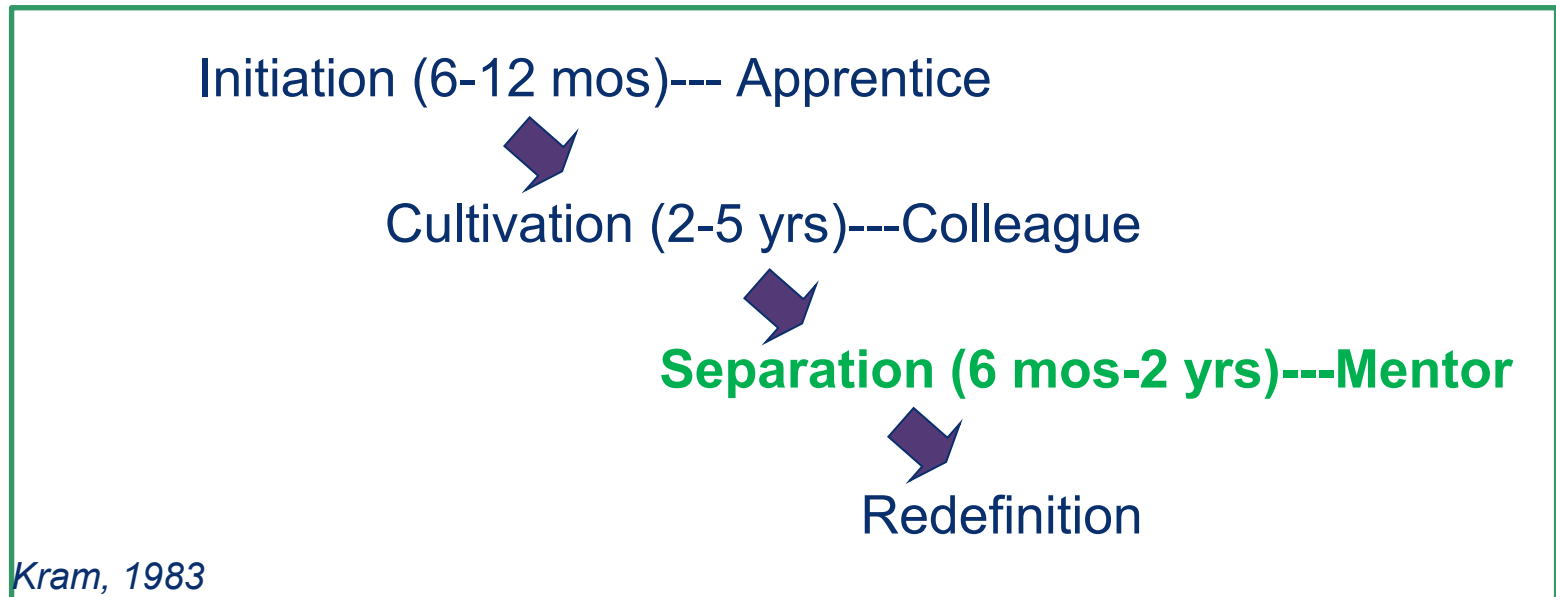 Initiation (6-12 mos)--- Apprentice
Cultivation (2-5 yrs)---Colleague
Separation (6 mos-2 yrs)---Mentor
Redefinition
Kram, 1983